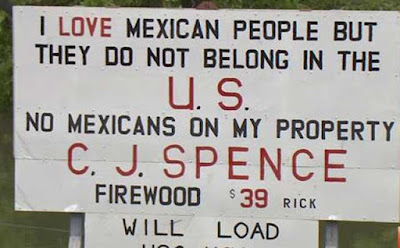 I LOVE MEXICAN PEOPLE BUT
THEY DO NOT BELONG IN THE
U. S.
NO MEXICANS ON MY PROPERTY
C. J. SPENCE
FIREWOOD $39 RICK
WILL LOAD